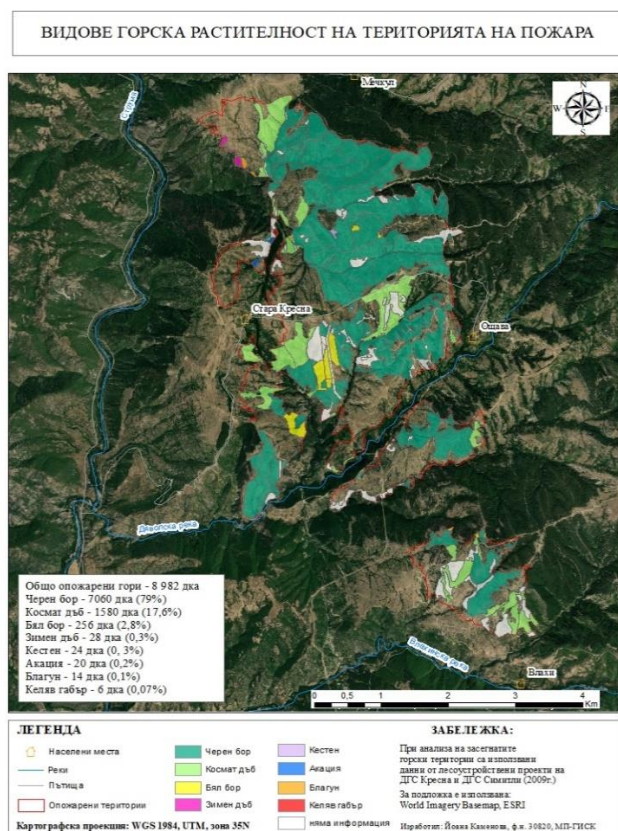 ВИДОВЕ ГОРСКА РАСТИТЕЛНОСТ НА ТЕРИТОРИЯТА НА ПОЖАРА
Мечкул
Струма
N
W
E
S
Стара Кресна
Ощава
Дяволска река
Влахинска река
Влахи
Общо опожарени гори - 8 982 дка
Черен бор - 7060 дка (79%)
Космат дъб - 1580 дка (17,6%)
Бял бор - 256 дка (2,8%)
Зимен дъб - 28 дка (0,3%)
Кестен - 24 дка (0, 3%)
Акация - 20 дка (0,2%)
Благун - 14 дка (0,1%)
Келяв габър - 6 дка (0,07%)
0 0,5 1 2 3 4
Km
ЛЕГЕНДА
Населени места
Реки
Пътища
Опожарени територии
Черен бор
Космат дъб
Бял бор
Зимен дъб
Кестен
Акация
Благун
Келяв габър
няма информация
Картографска проекция: WGS 1984, UTM, зона 35N
ЗАБЕЛЕЖКА:
При анализа на засегнатите
горски територии са използвани
данни от лесоустройствени проекти на
ДГС Кресна и ДГС Симитли (2009г.)
За подложка е използвана:
World Imagery Basemap, ESRI
Изработил: Йоана Каменова, ф.н. 30820, МП-ГИСК